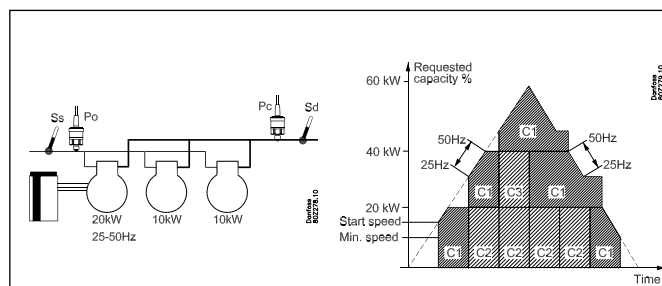 Ss
Po
Pc
Sd
20kW
10kW
10kW
25-50Hz
Danfoss
80Z278.10
Requested
capacity %
60 kW
40 kW
20 kW
Start speed
Min. speed
50Hz
25Hz
50Hz
25Hz
C1
C1
C3
C1
C1
C2
C2
C2
C2
C1
Time
Danfoss
80Z279.10